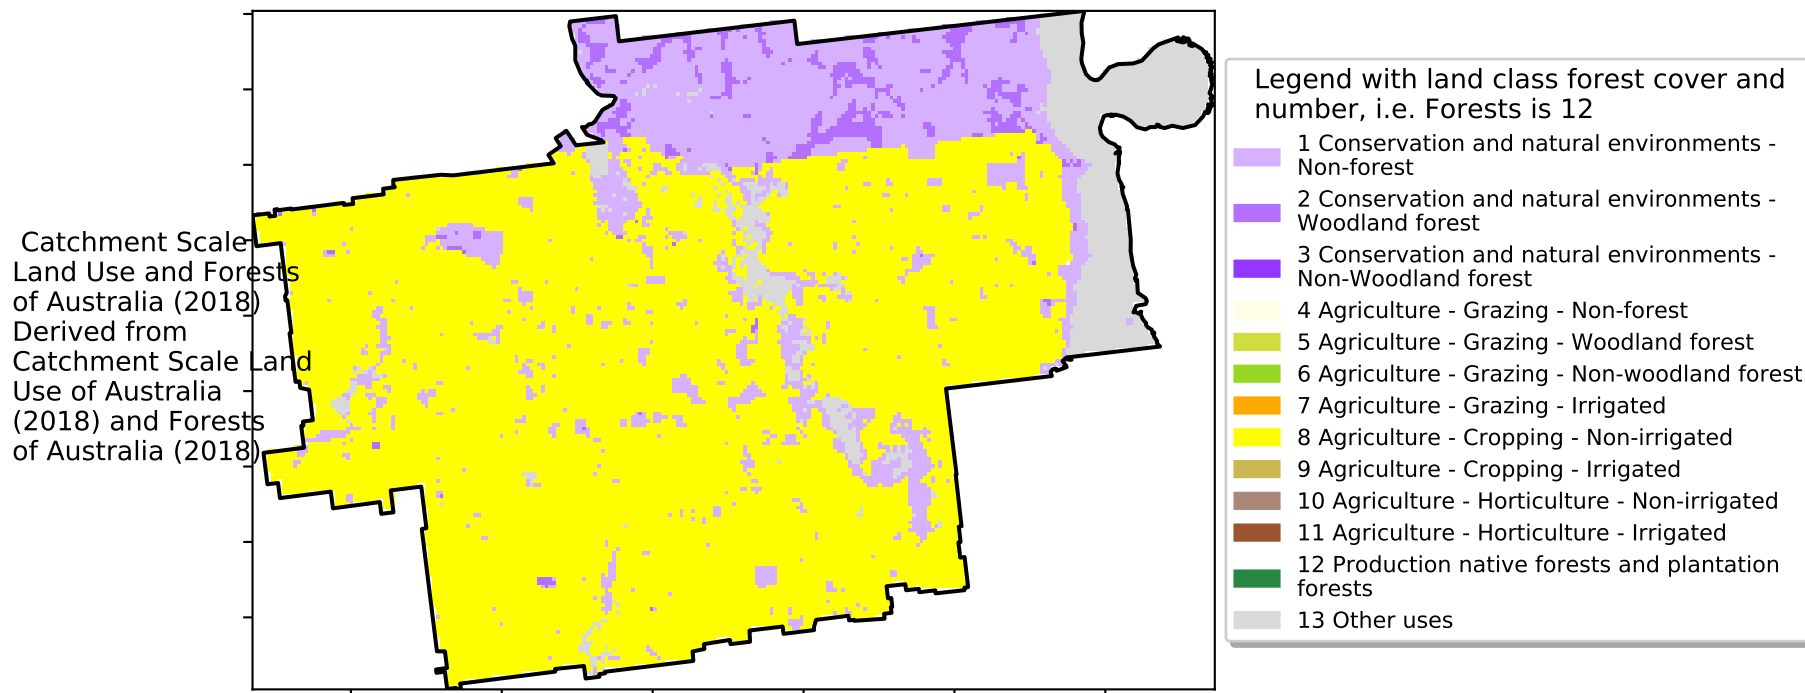 Catchment Scale
Land Use and Forests
of Australia (2018)
Derived from
Catchment Scale Land
Use of Australia
(2018) and Forests
of Australia (2018)
Legend with land class forest cover and
number, i.e. Forests is 12
1 Conservation and natural environments -
Non-forest
2 Conservation and natural environments -
Woodland forest
3 Conservation and natural environments -
Non-Woodland forest
4 Agriculture - Grazing - Non-forest
5 Agriculture - Grazing - Woodland forest
6 Agriculture - Grazing - Non-woodland forest
7 Agriculture - Grazing - Irrigated
8 Agriculture - Cropping - Non-irrigated
9 Agriculture - Cropping - Irrigated
10 Agriculture - Horticulture - Non-irrigated
11 Agriculture - Horticulture - Irrigated
12 Production native forests and plantation
forests
13 Other uses